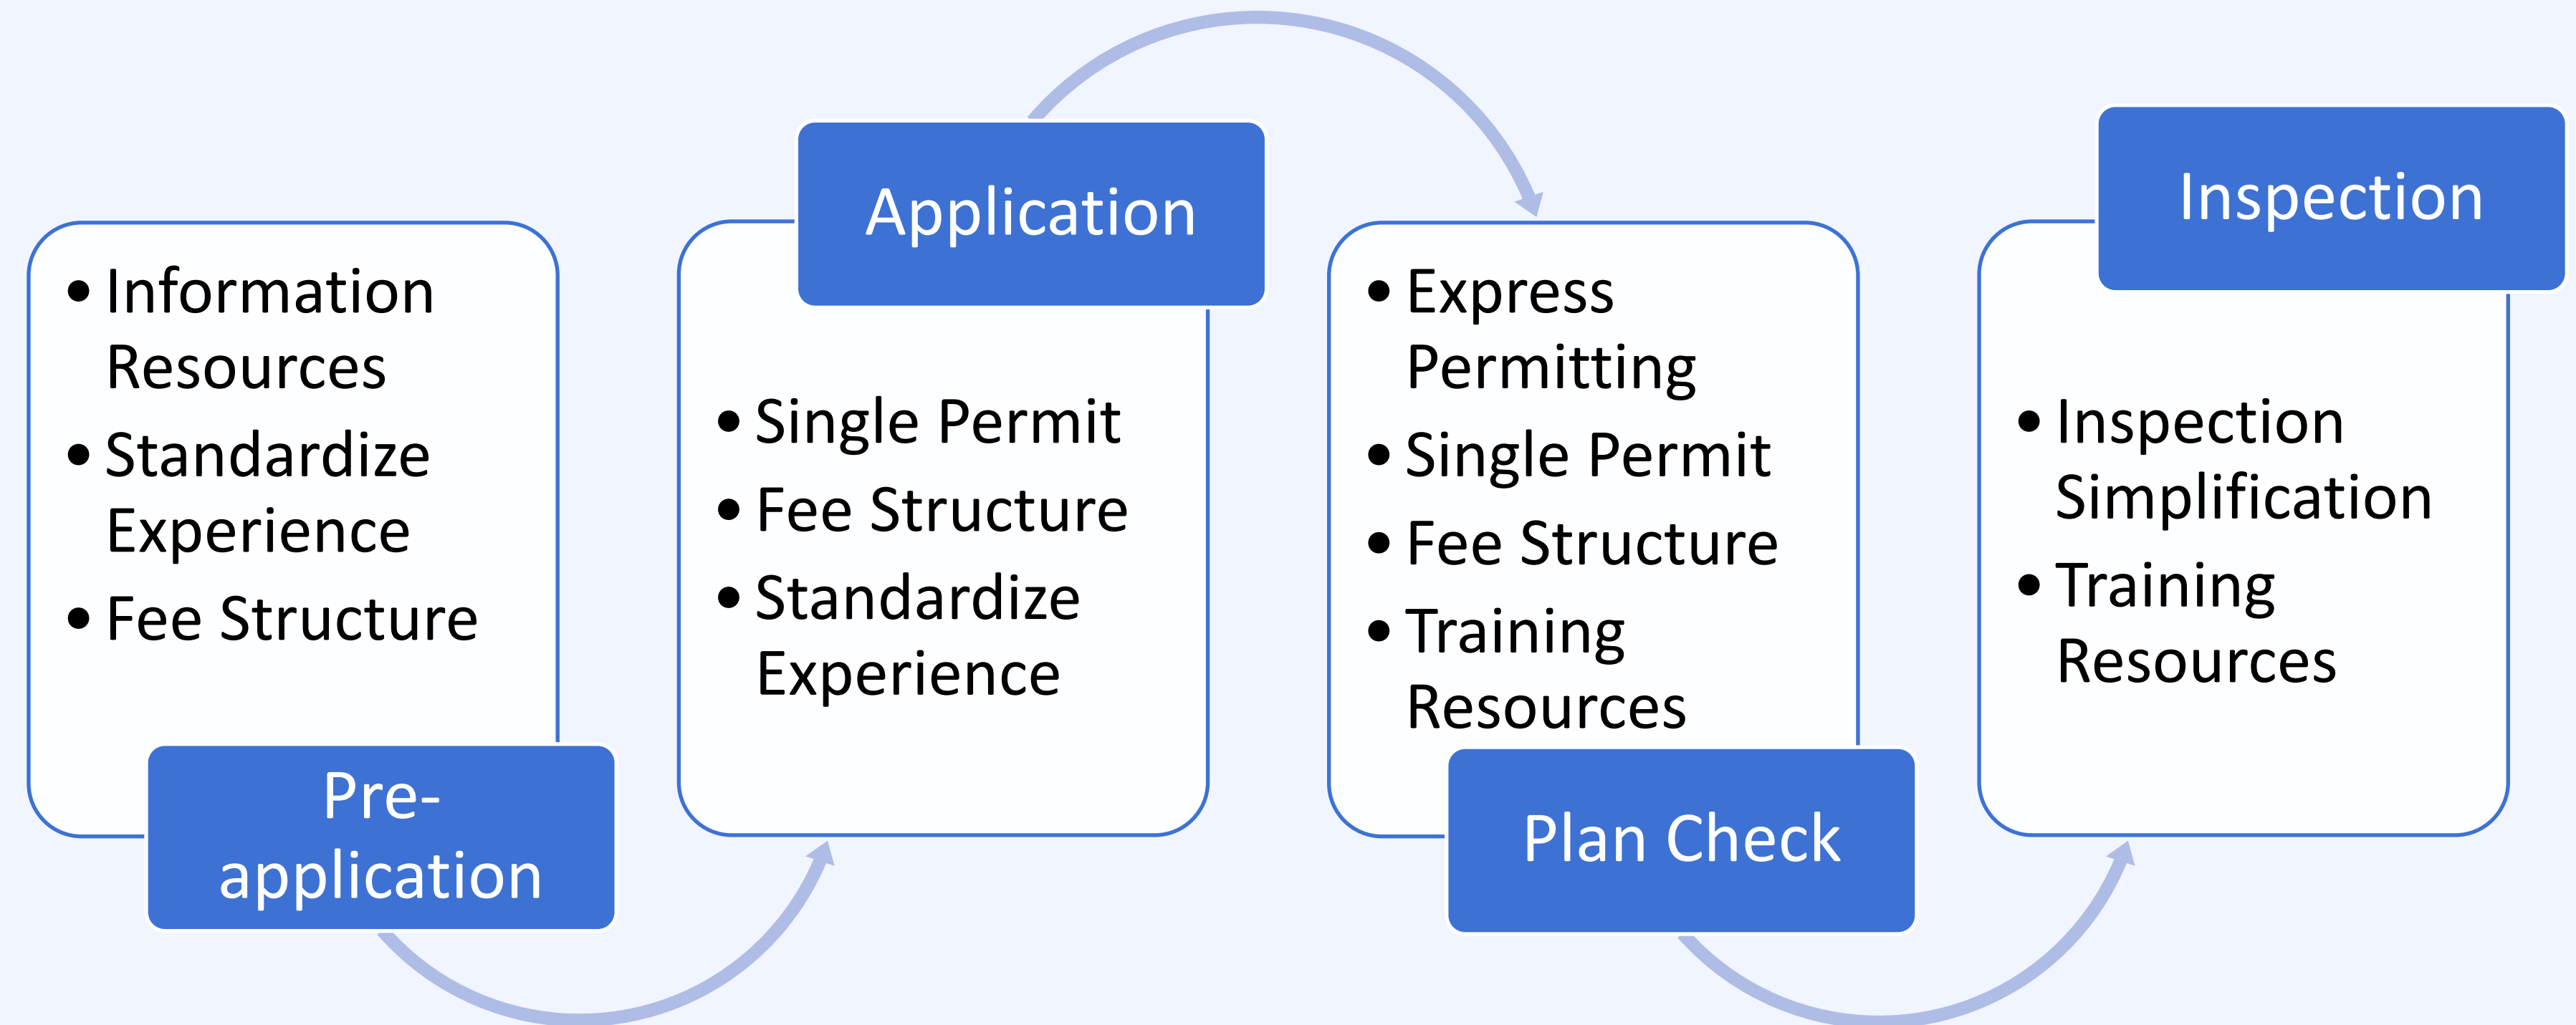 • Information
Resources
• Standardize
Experience
• Fee Structure
Pre-
application
Application
• Single Permit
• Fee Structure
• Standardize
Experience
• Express
Permitting
• Single Permit
• Fee Structure
• Training
Resources
Plan Check
Inspection
• Inspection
Simplification
• Training
Resources